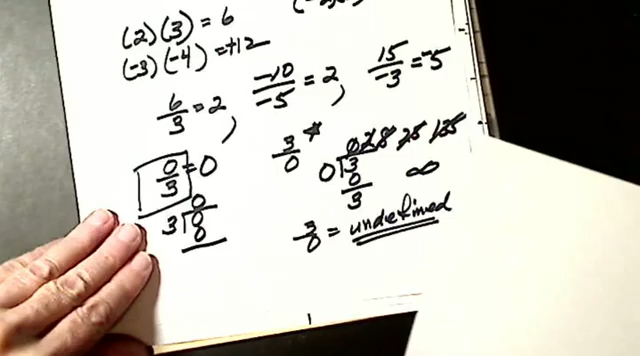 (2)(3) = 6
(-3)(-4) = +12
6/3 = 2, -10/-5 = 2, 15/-3 = -5
0/3 = 0
3/0
0
3 0
0
0 3
0
3
∞
3/0 = undefined